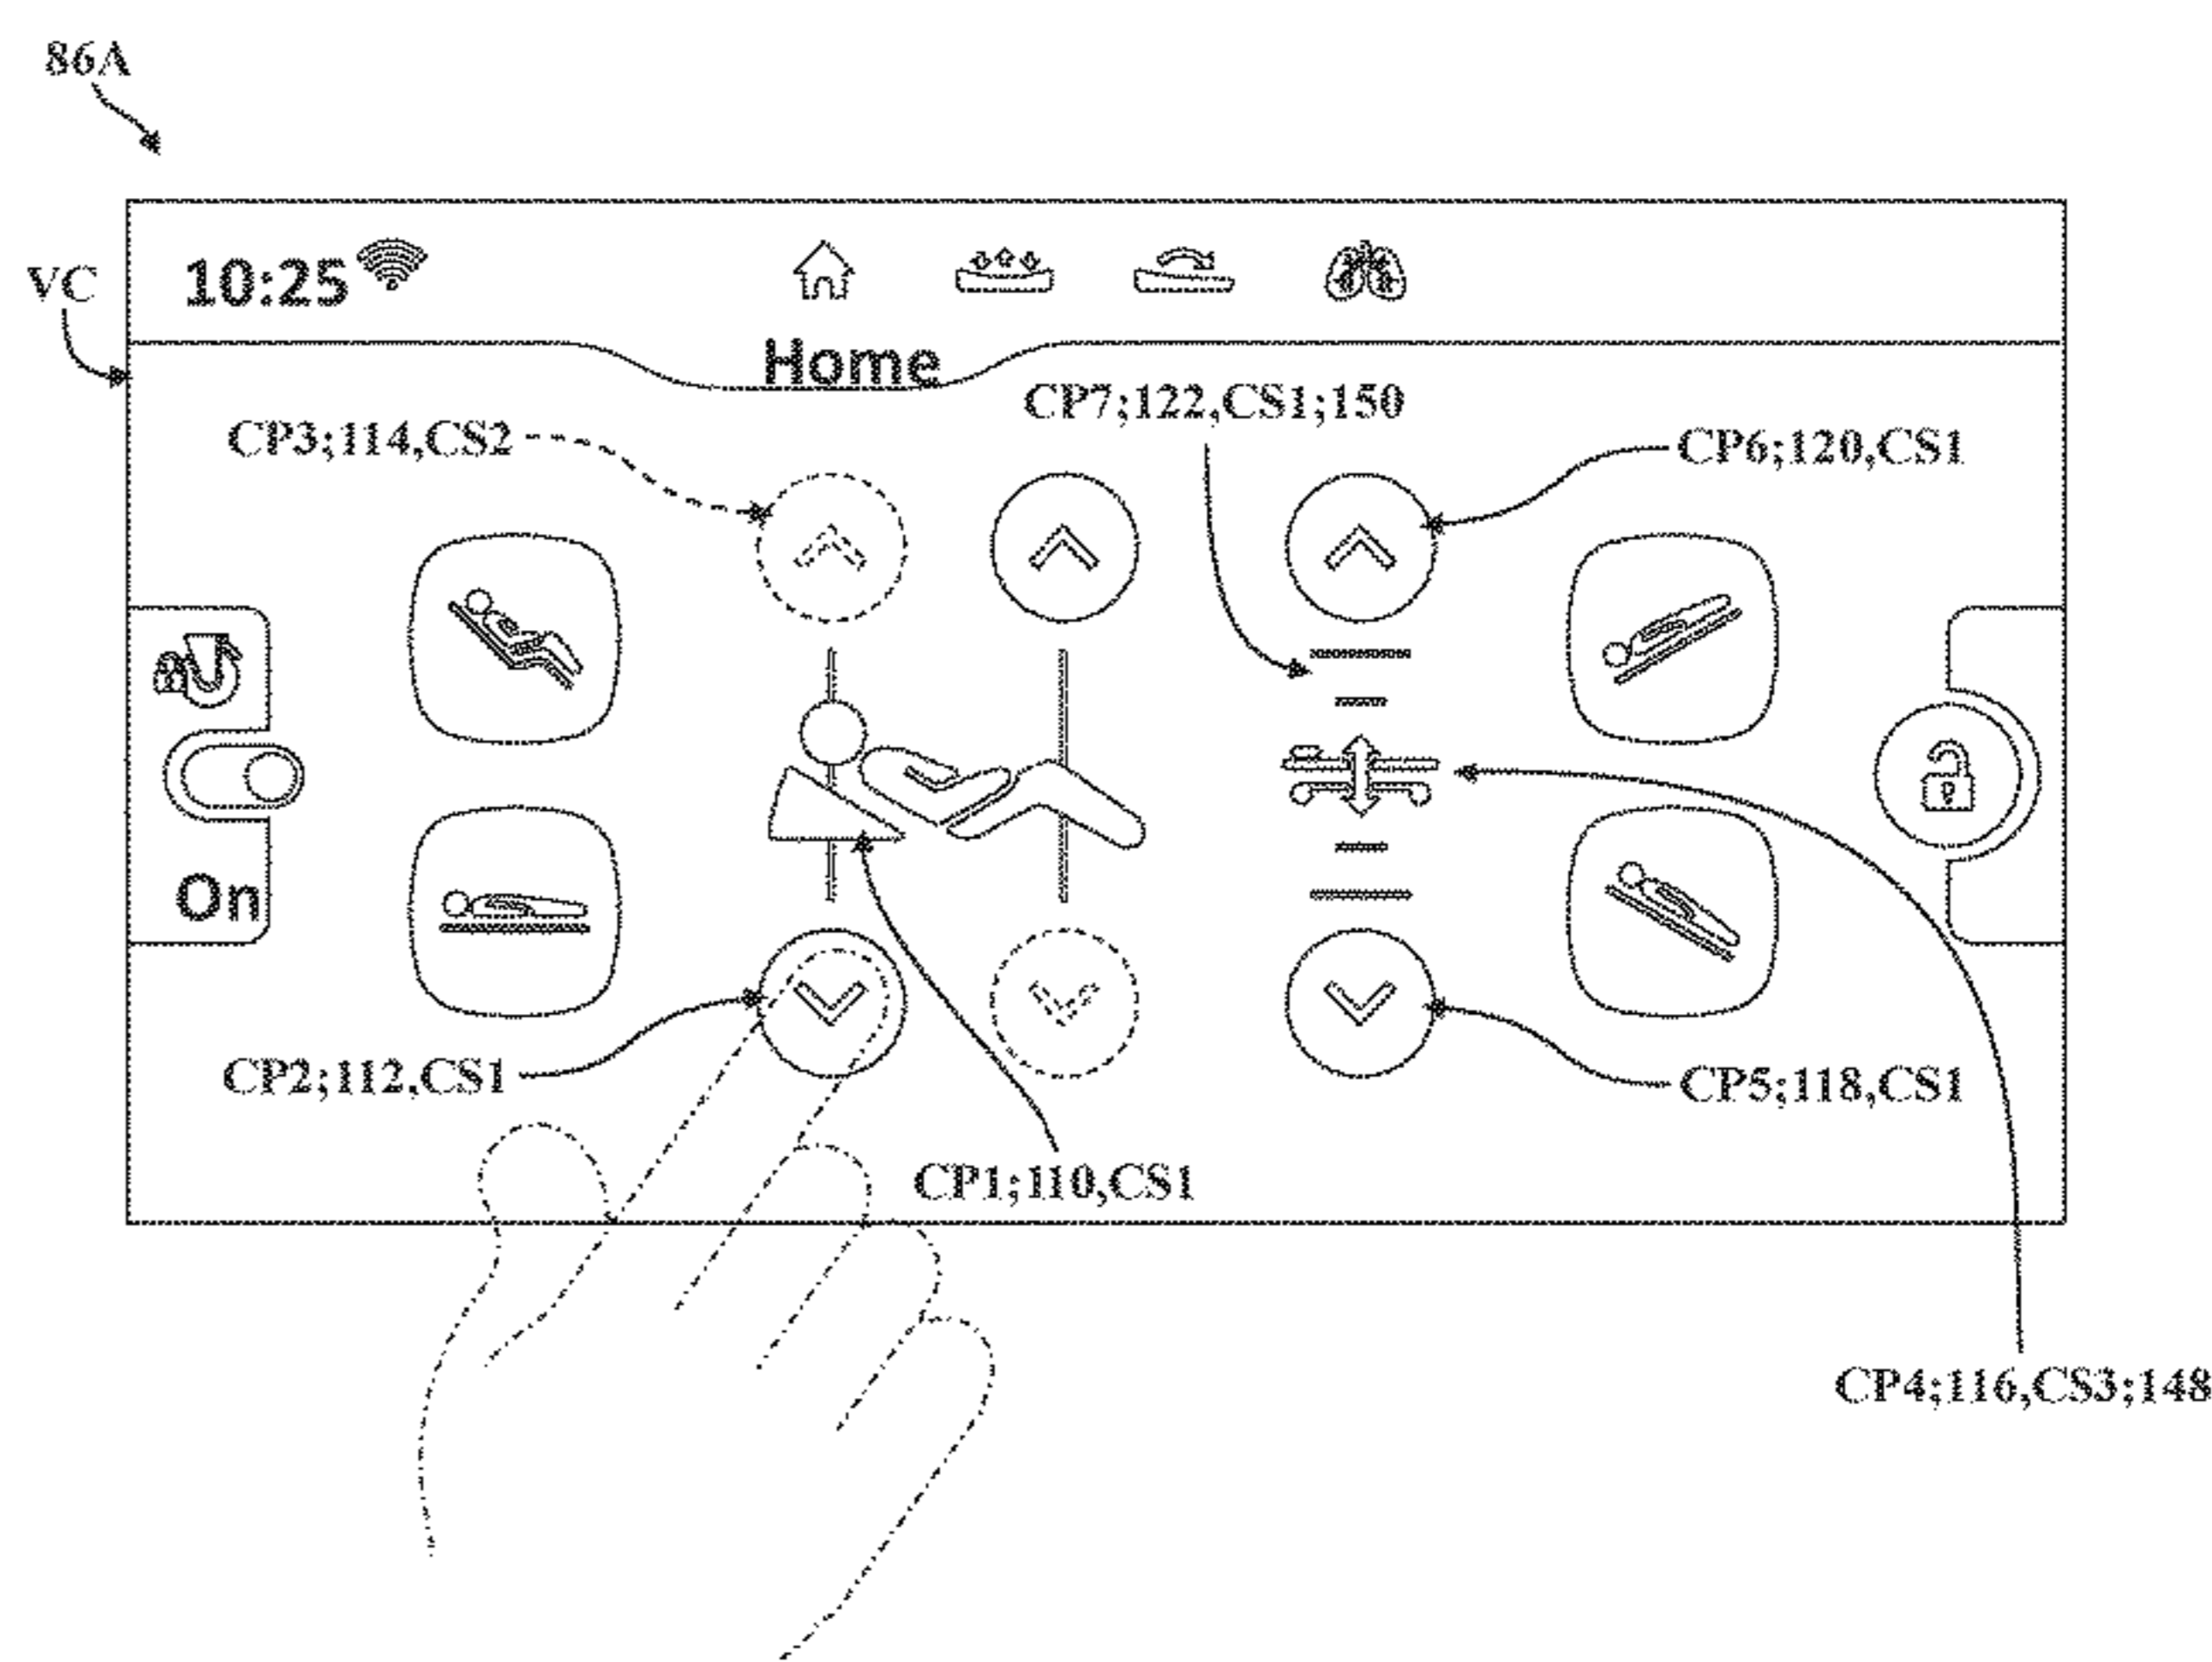 86A
VC
10:25
Home
CP7;122,CS1;150
CP3;114,CS2
CP6;120,CS1
On
CP2;112,CS1
CP5;118,CS1
CP1;110,CS1
CP4;116,CS3;148